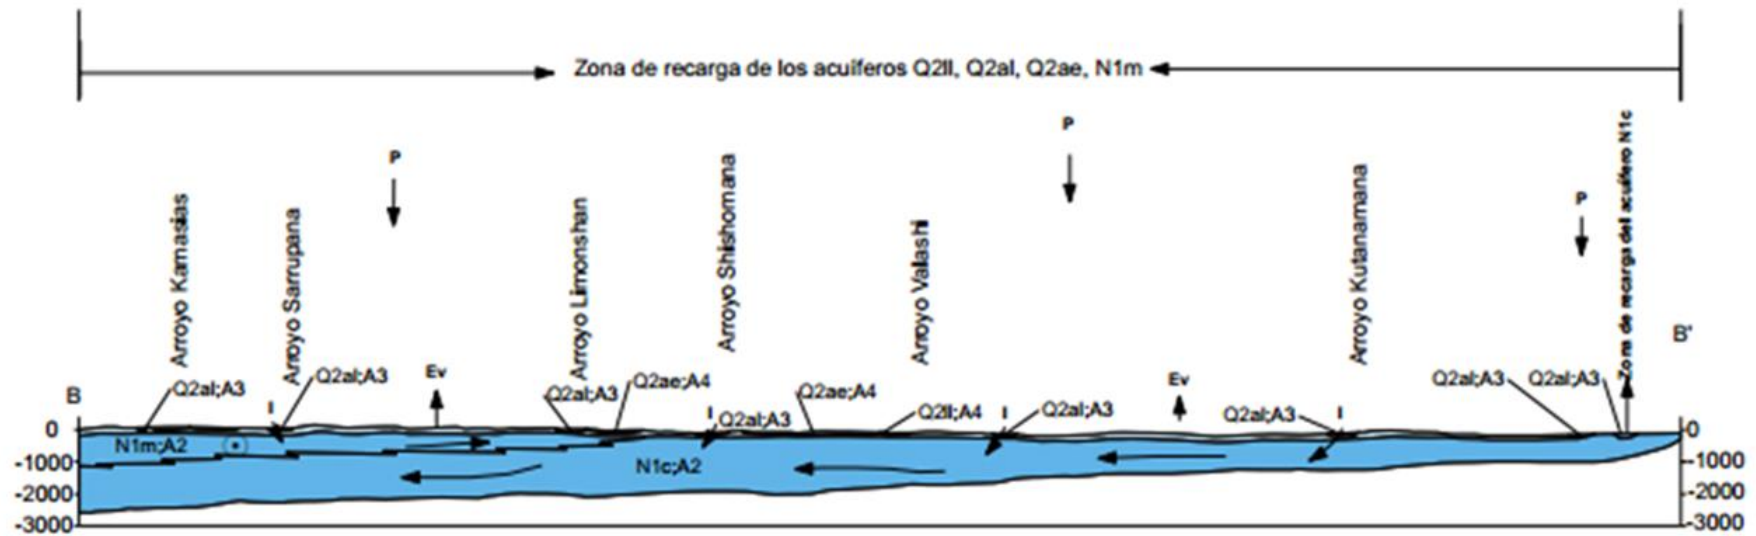 Zona de recarga de los acuíferos Q2ll, Q2al, Q2ae, N1m
P
P
P
Arroyo Kamasias
Arroyo Sarrupana
Arroyo Limonshan
Arroyo Shishomana
Arroyo Vallashi
Arroyo Kutanamana
Zona de recarga del acuífero N1c
B
B'
Q2al;A3
Q2al;A3
Ev
Q2al;A3
Q2ae;A4
Q2ae;A4
Ev
Q2al;A3
Q2al;A3
I
I
Q2al;A3
Q2ll;A4
I
Q2al;A3
Q2al;A3
I
0
0
N1m;A2
N1c;A2
-1000
-1000
-2000
-2000
-3000
-3000